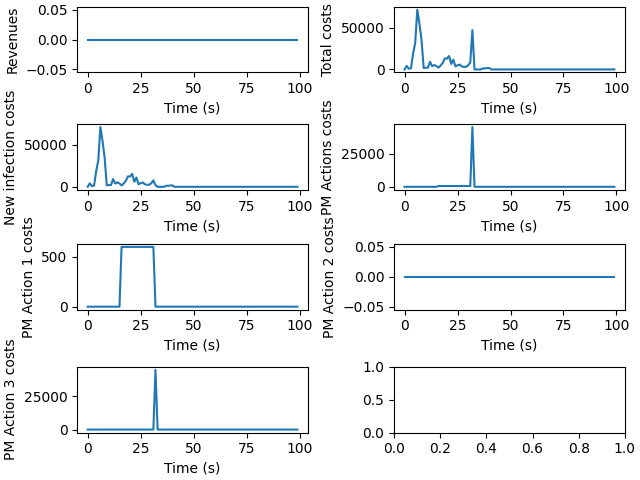 Revenues
0.05
0.00
−0.05
0 25 50 75 100
Time (s)
Total costs
50000
0
0 25 50 75 100
Time (s)
New infection costs
50000
0
0 25 50 75 100
Time (s)
PM Actions costs
25000
0
0 25 50 75 100
Time (s)
PM Action 1 costs
500
0
0 25 50 75 100
Time (s)
PM Action 2 costs
0.05
0.00
−0.05
0 25 50 75 100
Time (s)
PM Action 3 costs
25000
0
0 25 50 75 100
Time (s)
1.0
0.5
0.0
0.0 0.2 0.4 0.6 0.8 1.0